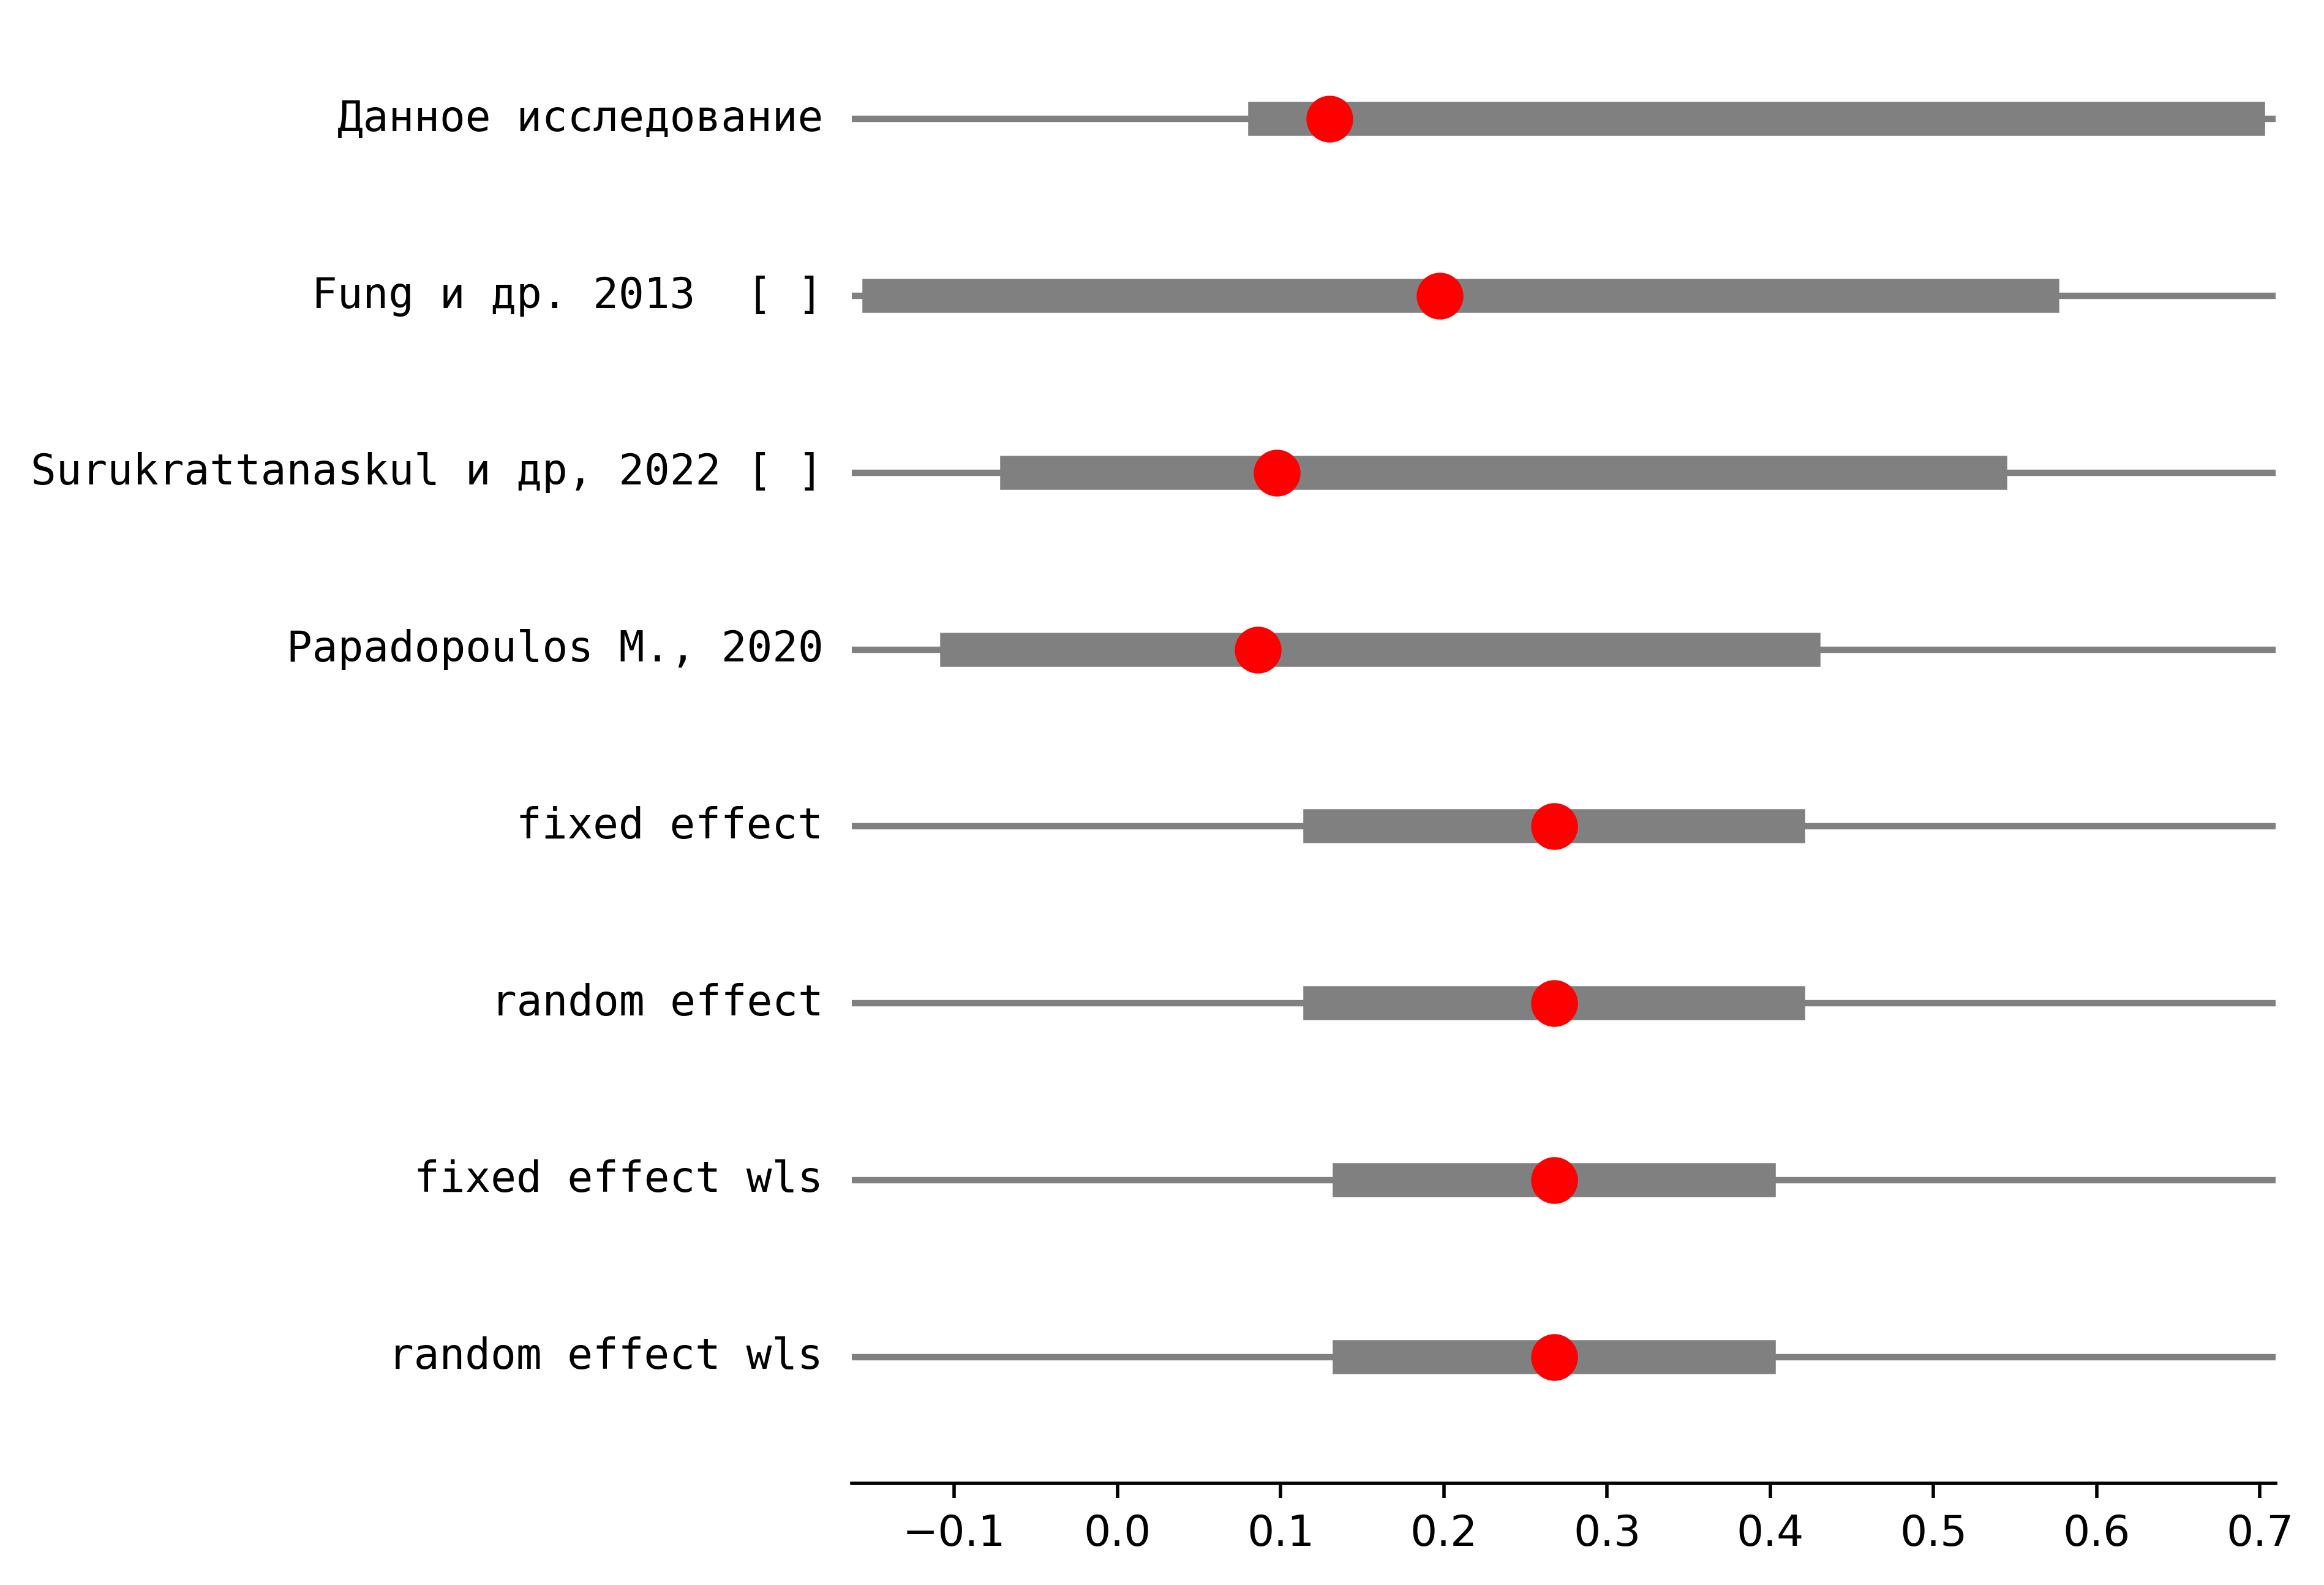 Данное исследование
Fung и др. 2013  [ ]
Surukrattanaskul и др, 2022 [ ]
Papadopoulos M., 2020
fixed effect
random effect
fixed effect wls
random effect wls
−0.1 0.0 0.1 0.2 0.3 0.4 0.5 0.6 0.7